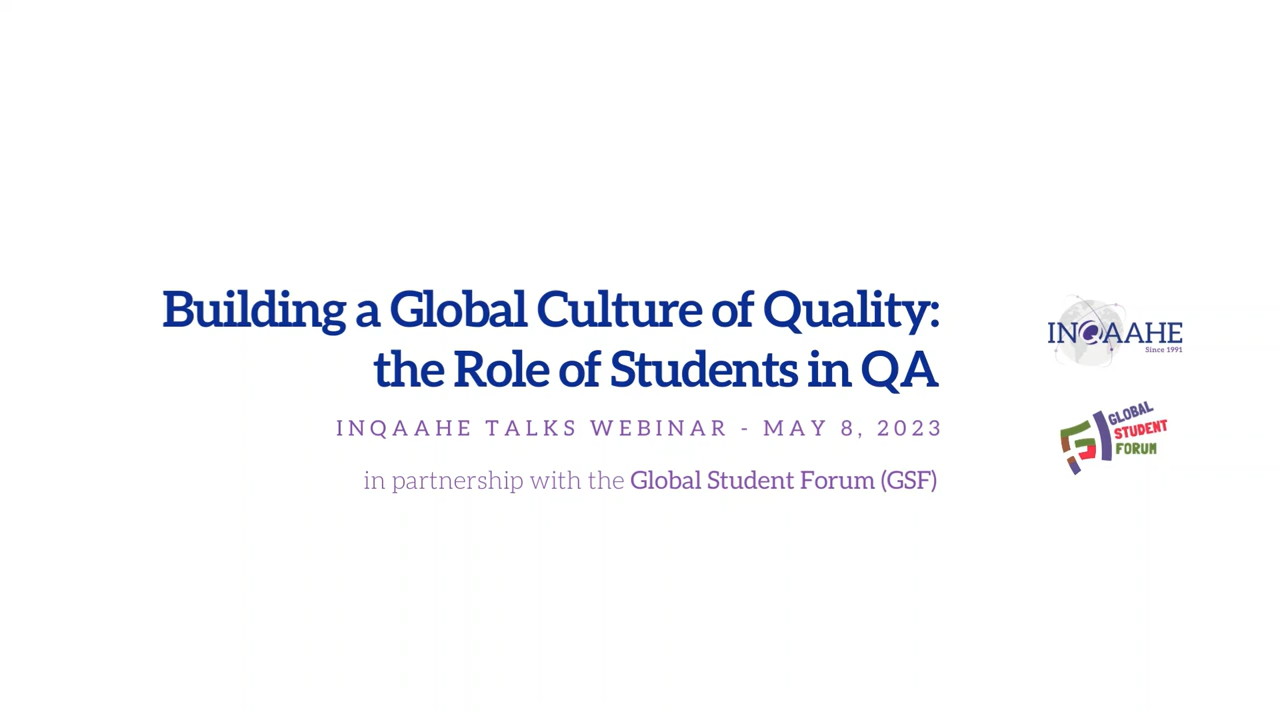 Building a Global Culture of Quality:
the Role of Students in QA
INQAAHE TALKS WEBINAR - MAY 8, 2023
in partnership with the Global Student Forum (GSF)
INQAAHE
Since 1991
GLOBAL
STUDENT
FORUM